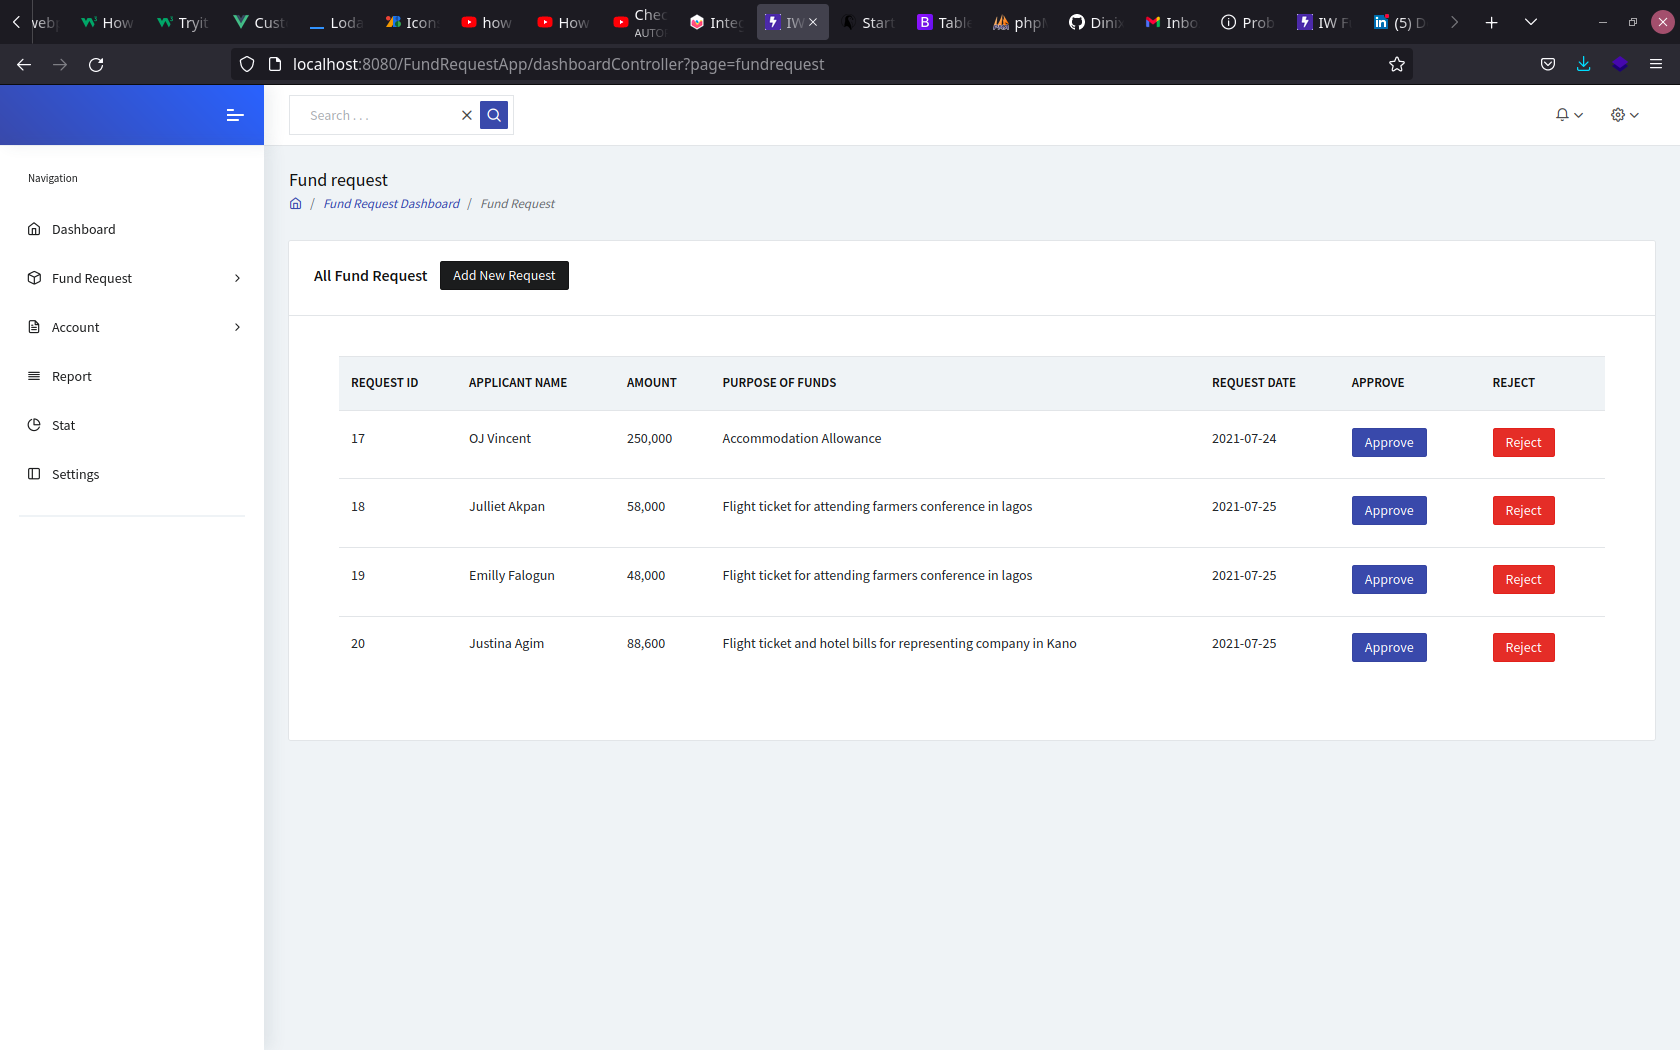 How
Tryit
Cust
Loda
Icon
how
How
Chec
AUTO
Integ
IW
Start
Table
php
Dinix
Inbo
Prob
IW F
(5) D
localhost:8080/FundRequestApp/dashboardController?page=fundrequest
Search . . .
Navigation
Dashboard
Fund Request
Account
Report
Stat
Settings
Fund request
/ Fund Request Dashboard / Fund Request
All Fund Request Add New Request
REQUEST ID APPLICANT NAME AMOUNT PURPOSE OF FUNDS REQUEST DATE APPROVE REJECT
17 OJ Vincent 250,000 Accommodation Allowance 2021-07-24 Approve Reject
18 Julliet Akpan 58,000 Flight ticket for attending farmers conference in lagos 2021-07-25 Approve Reject
19 Emilly Falogun 48,000 Flight ticket for attending farmers conference in lagos 2021-07-25 Approve Reject
20 Justina Agim 88,600 Flight ticket and hotel bills for representing company in Kano 2021-07-25 Approve Reject